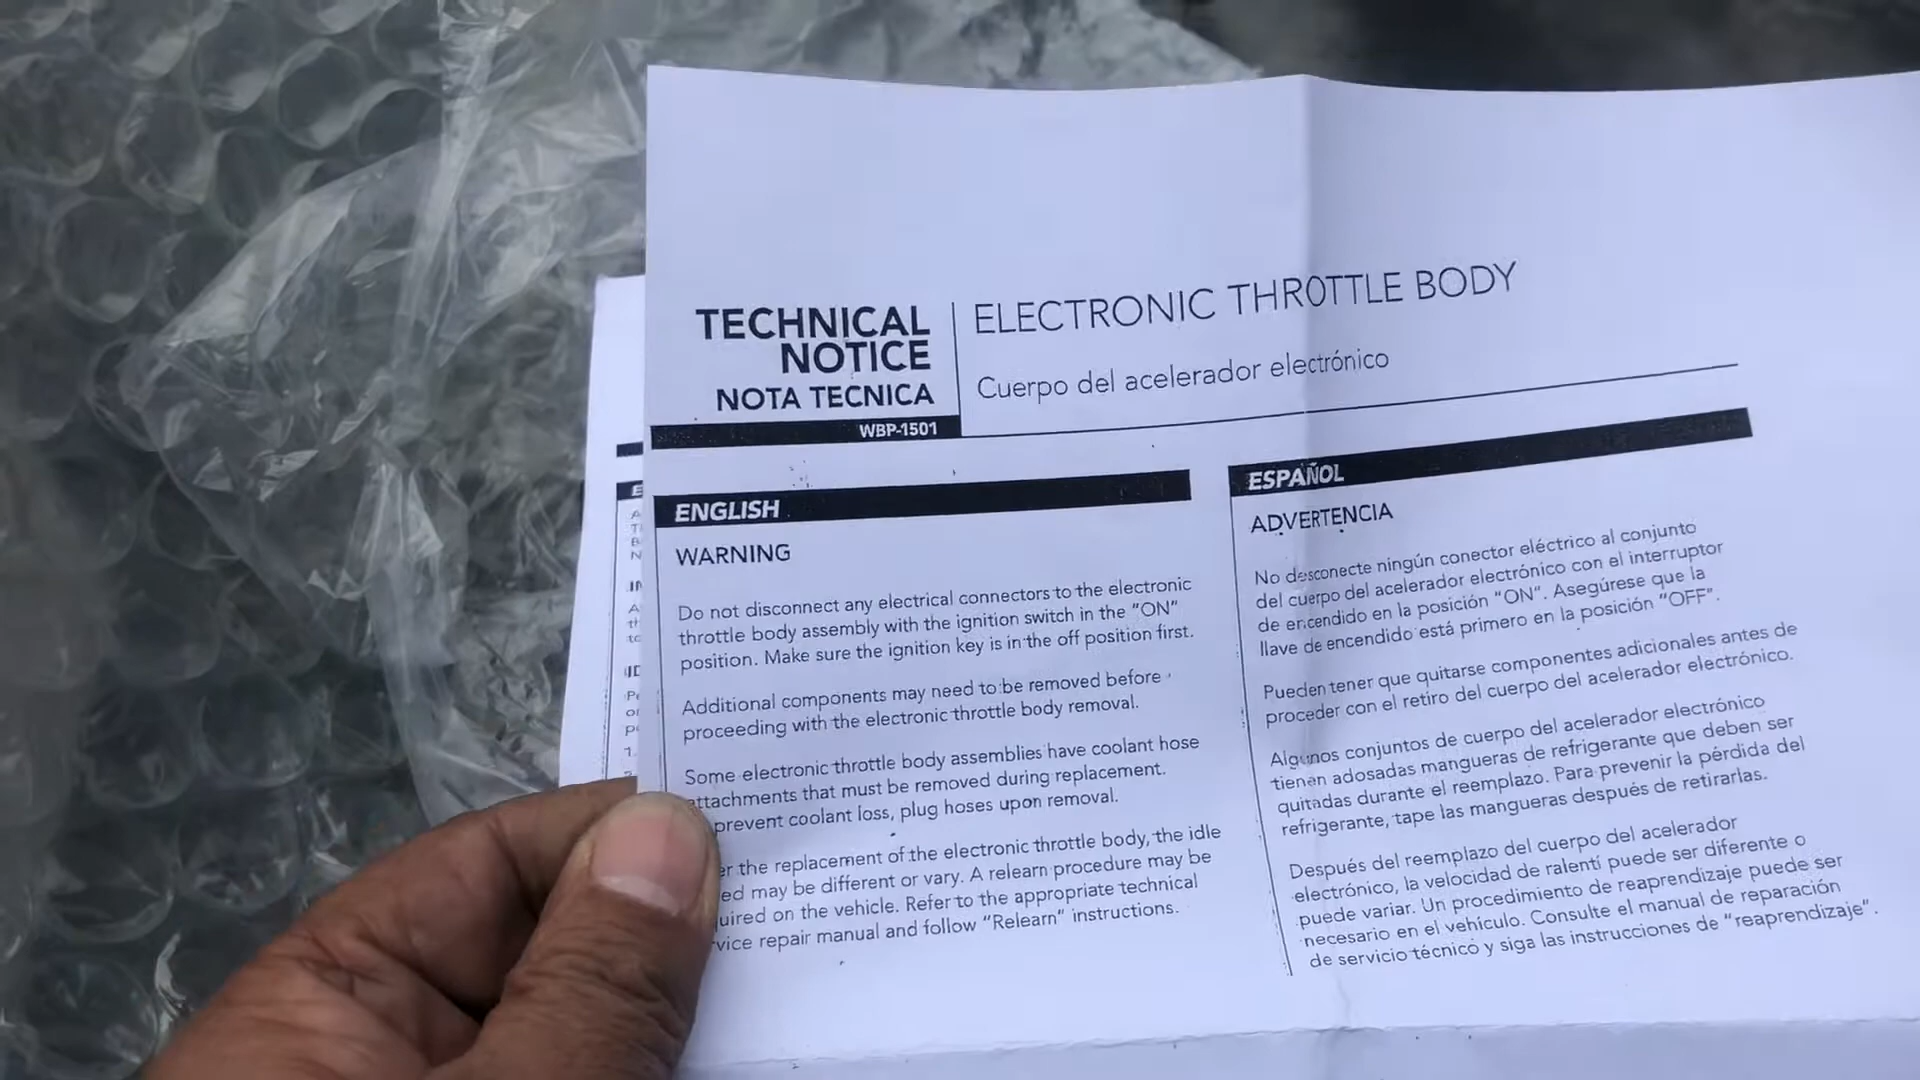 TECHNICAL
NOTICE
NOTA TECNICA
WBP-1501
ELECTRONIC THROTTLE BODY
Cuerpo del acelerador electrónico
ENGLISH
WARNING
Do not disconnect any electrical connectors to the electronic
throttle body assembly with the ignition switch in the "ON"
position. Make sure the ignition key is in the off position first.
Additional components may need to be removed before
proceeding with the electronic throttle body removal.
Some electronic throttle body assemblies have coolant hose
attachments that must be removed during replacement.
prevent coolant loss, plug hoses upon removal.
er the replacement of the electronic throttle body, the idle
ed may be different or vary. A relearn procedure may be
uired on the vehicle. Refer to the appropriate technical
vice repair manual and follow "Relearn" instructions.
ESPAÑOL
ADVERTENCIA
No desconecte ningún conector eléctrico al conjunto
del cuerpo del acelerador electrónico con el interruptor
de encendido en la posición "ON". Asegúrese que la
llave de encendido está primero en la posición "OFF".
Pueden tener que quitarse componentes adicionales antes de
proceder con el retiro del cuerpo del acelerador electrónico.
Algunos conjuntos de cuerpo del acelerador electrónico
tienen adosadas mangueras de refrigerante que deben ser
quitadas durante el reemplazo. Para prevenir la pérdida del
refrigerante, tape las mangueras después de retirarlas.
Después del reemplazo del cuerpo del acelerador
electrónico, la velocidad de ralentí puede ser diferente o
puede variar. Un procedimiento de reaprendizaje puede ser
necesario en el vehículo. Consulte el manual de reparación
de servicio técnico y siga las instrucciones de "reaprendizaje".